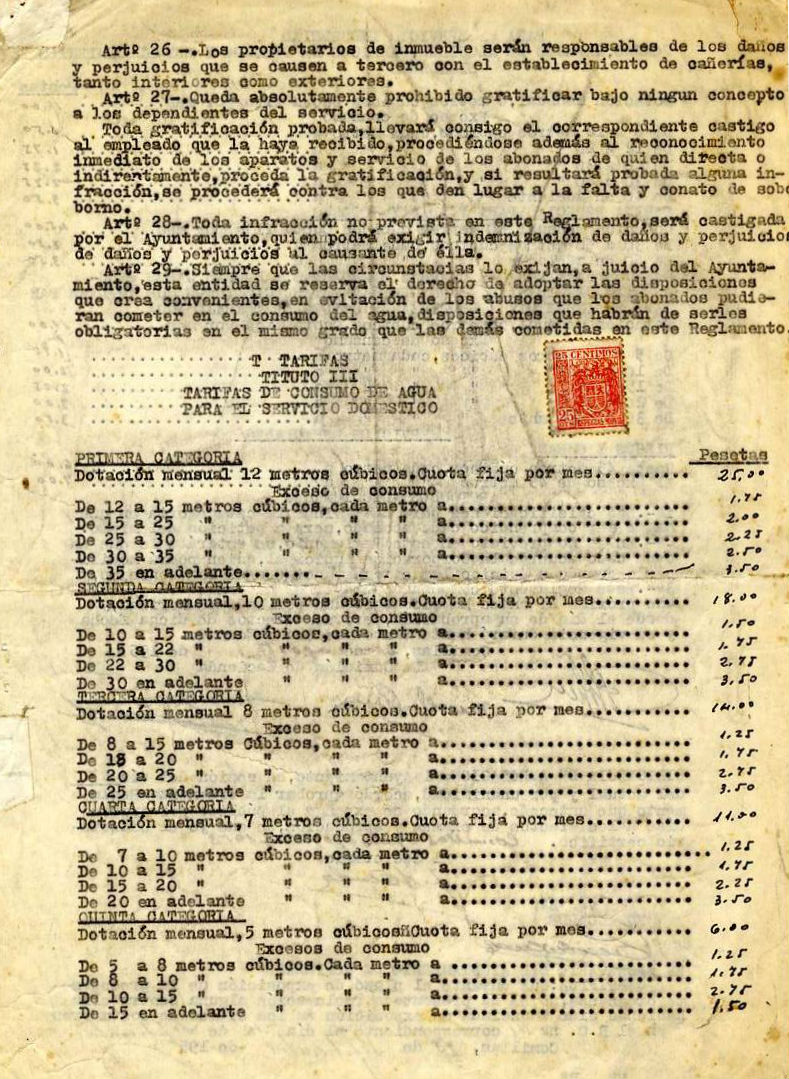 Artº 26 -.Los propietarios de inmueble serán responsables de los daños
y perjuicios que se causen a tercero con el establecimiento de cañerías,
tanto interiores como exteriores.
Artº 27-.Queda absolutamente prohibido gratificar bajo ningun concepto
a los dependientes del servicio.
Toda gratificación probada,llevará consigo el correspondiente castigo
al empleado que la haya recibido,procediéndose además al reconocimiento
inmediato de los aparatos y servicio de los abonados de quien directa o
indirentamente,proceda la gratificación,y si resultará probada alguna in-
fracción,se procederá contra los que den lugar a la falta y conato de sobo
borno.
Artº 28-.Toda infracción no prevista en este Reglamento,será castigada
por el Ayuntamiento,quien podrá exigir indemnización de daños y perjuicios
de daños y perjuicios al causante de élla.
Artº 29-.Siempre que las circunstacias lo exijan,a juicio del Ayunta-
miento,esta entidad se reserva el derecho de adoptar las disposiciones
que crea convenientes,en evitación de los abusos que los abonados pudie-
ran cometer en el consumo del agua,disposiciones que habrán de serles
obligatorias en el mismo grado que las demás cometidas en este Reglamento.
T TARIFAS
TITUTO III
TARIFAS DE CONSUMO DE AGUA
PARA EL SERVICIO DOMESTICO
25 CENTIMOS
25
PRIMERA CATEGORIA Pesetas
Dotación mensual 12 metros cúbicos.Cuota fija por mes.......... 25.00
Exceso de consumo
De 12 a 15 metros cúbicos,cada metro a......................... 1.75
De 15 a 25 " " " " a......................... 2.00
De 25 a 30 " " " " a......................... 2.25
De 30 a 35 " " " " a......................... 2.50
De 35 en adelante....... 3.50
SEGUNDA CATEGORIA
Dotación mensual,10 metros cúbicos.Cuota fija por mes.......... 18.00
Exceso de consumo
De 10 a 15 metros cúbicos,cada metro a......................... 1.50
De 15 a 22 " " " " a......................... 1.75
De 22 a 30 " " " " a......................... 2.75
De 30 en adelante " " " a......................... 3.50
TERCERA CATEGORIA
Dotación mensual 8 metros cúbicos.Cuota fija por mes........... 14.00
Exceso de consumo
De 8 a 15 metros Cúbicos,cada metro a......................... 1.25
De 15 a 20 " " " " a......................... 1.75
De 20 a 25 " " " " a......................... 2.75
De 25 en adelante " " " a......................... 3.50
CUARTA CATEGORIA
Dotación mensual,7 metros cúbicos.Cuota fija por mes........... 11.00
Exceso de consumo
De 7 a 10 metros cúbicos,cada metro a........................... 1.25
De 10 a 15 " " " " a......................... 1.75
De 15 a 20 " " " " a......................... 2.25
De 20 en adelante " " " a......................... 3.50
QUINTA CATEGORIA
Dotación mensual,5 metros cúbicos.Cuota fija por mes........... 6.00
Excesos de consumo
De 5 a 8 metros cúbicos.Cada metro a ........................ 1.25
De 8 a 10 " " " " a......................... 1.75
De 10 a 15 " " " " a......................... 2.75
De 15 en adelante " " " a......................... 1.50